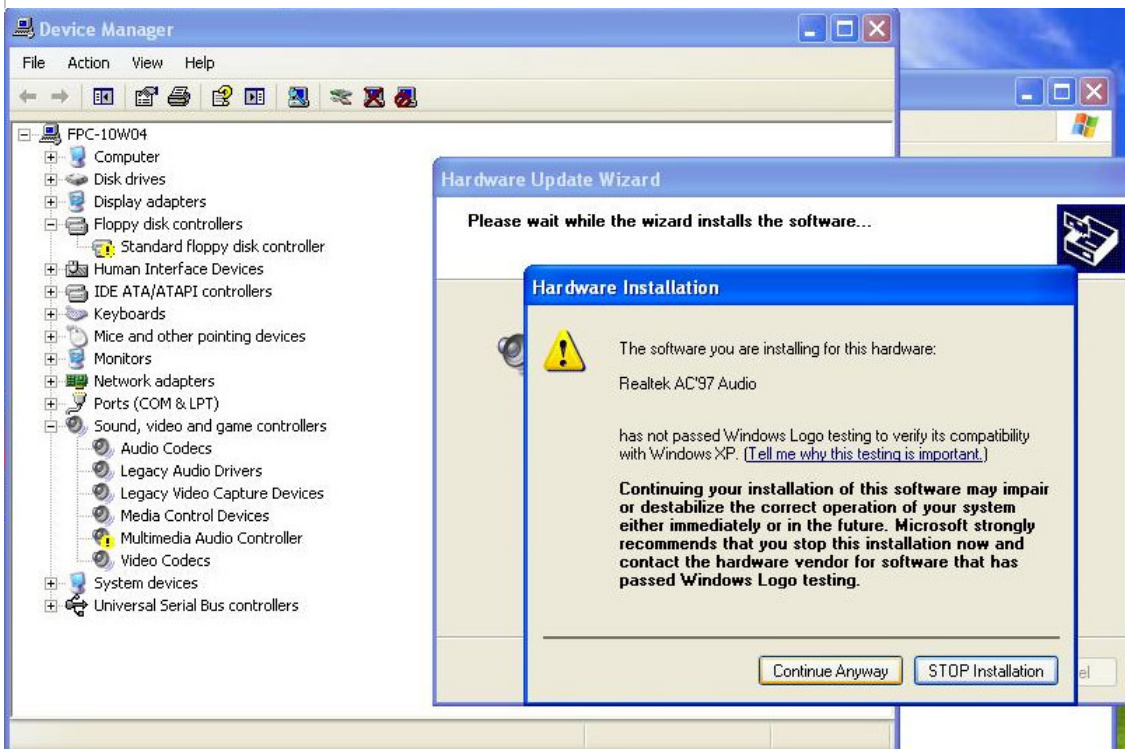 Device Manager
File Action View Help
FPC-10W04
Computer
Disk drives
Display adapters
Floppy disk controllers
Standard floppy disk controller
Human Interface Devices
IDE ATA/ATAPI controllers
Keyboards
Mice and other pointing devices
Monitors
Network adapters
Ports (COM & LPT)
Sound, video and game controllers
Audio Codecs
Legacy Audio Drivers
Legacy Video Capture Devices
Media Control Devices
Multimedia Audio Controller
Video Codecs
System devices
Universal Serial Bus controllers
Hardware Update Wizard
Please wait while the wizard installs the software...
Hardware Installation
The software you are installing for this hardware:
Realtek AC'97 Audio
has not passed Windows Logo testing to verify its compatibility
with Windows XP. (Tell me why this testing is important.)
Continuing your installation of this software may impair
or destabilize the correct operation of your system
either immediately or in the future. Microsoft strongly
recommends that you stop this installation now and
contact the hardware vendor for software that has
passed Windows Logo testing.
Continue Anyway STOP Installation
el